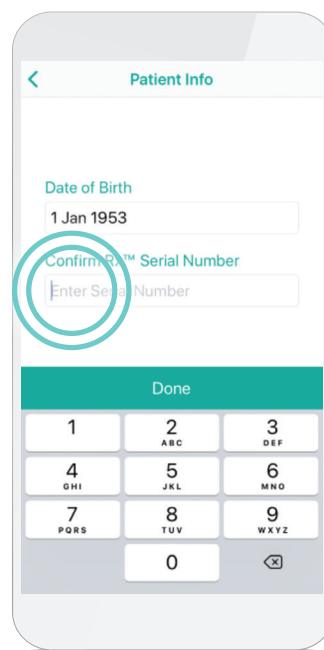 Patient Info
Date of Birth
1 Jan 1953
Confirm Rx™ Serial Number
Enter Serial Number
Done
1
2
3
ABC
DEF
4
5
6
GHI
JKL
MNO
7
8
9
PQRS
TUV
WXYZ
0